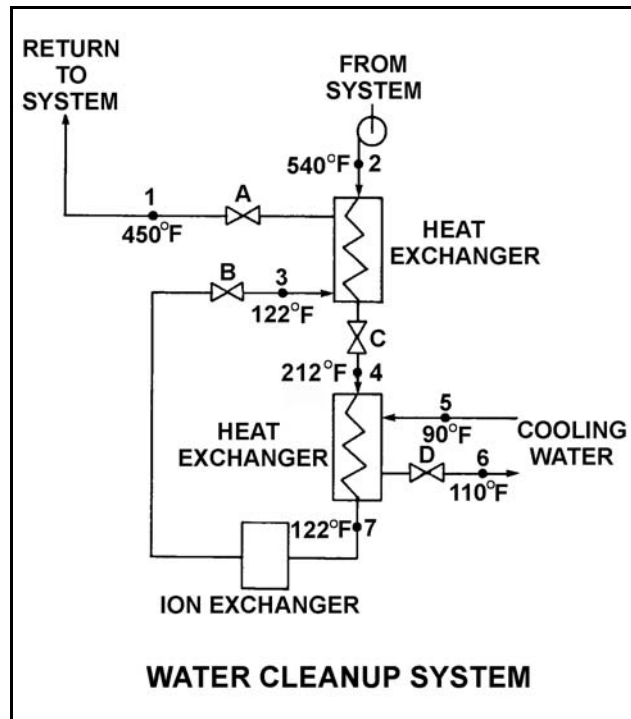 RETURN
TO
SYSTEM
FROM
SYSTEM
540°F
2
1
A
450°F
HEAT
EXCHANGER
B
3
122°F
C
212°F
4
HEAT
EXCHANGER
5
90°F
COOLING
WATER
D
6
110°F
122°F
7
ION EXCHANGER
WATER CLEANUP SYSTEM